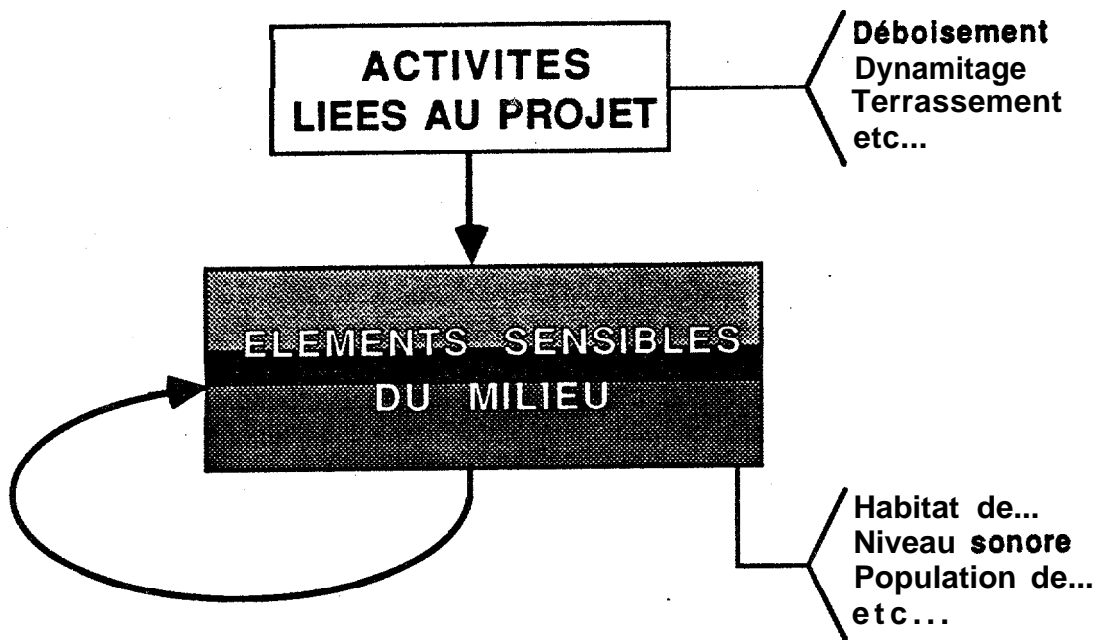 ACTIVITES
LIEES AU PROJET
Déboisement
Dynamitage
Terrassement
etc...
ELEMENTS SENSIBLES
DU MILIEU
Habitat de...
Niveau sonore
Population de...
etc...